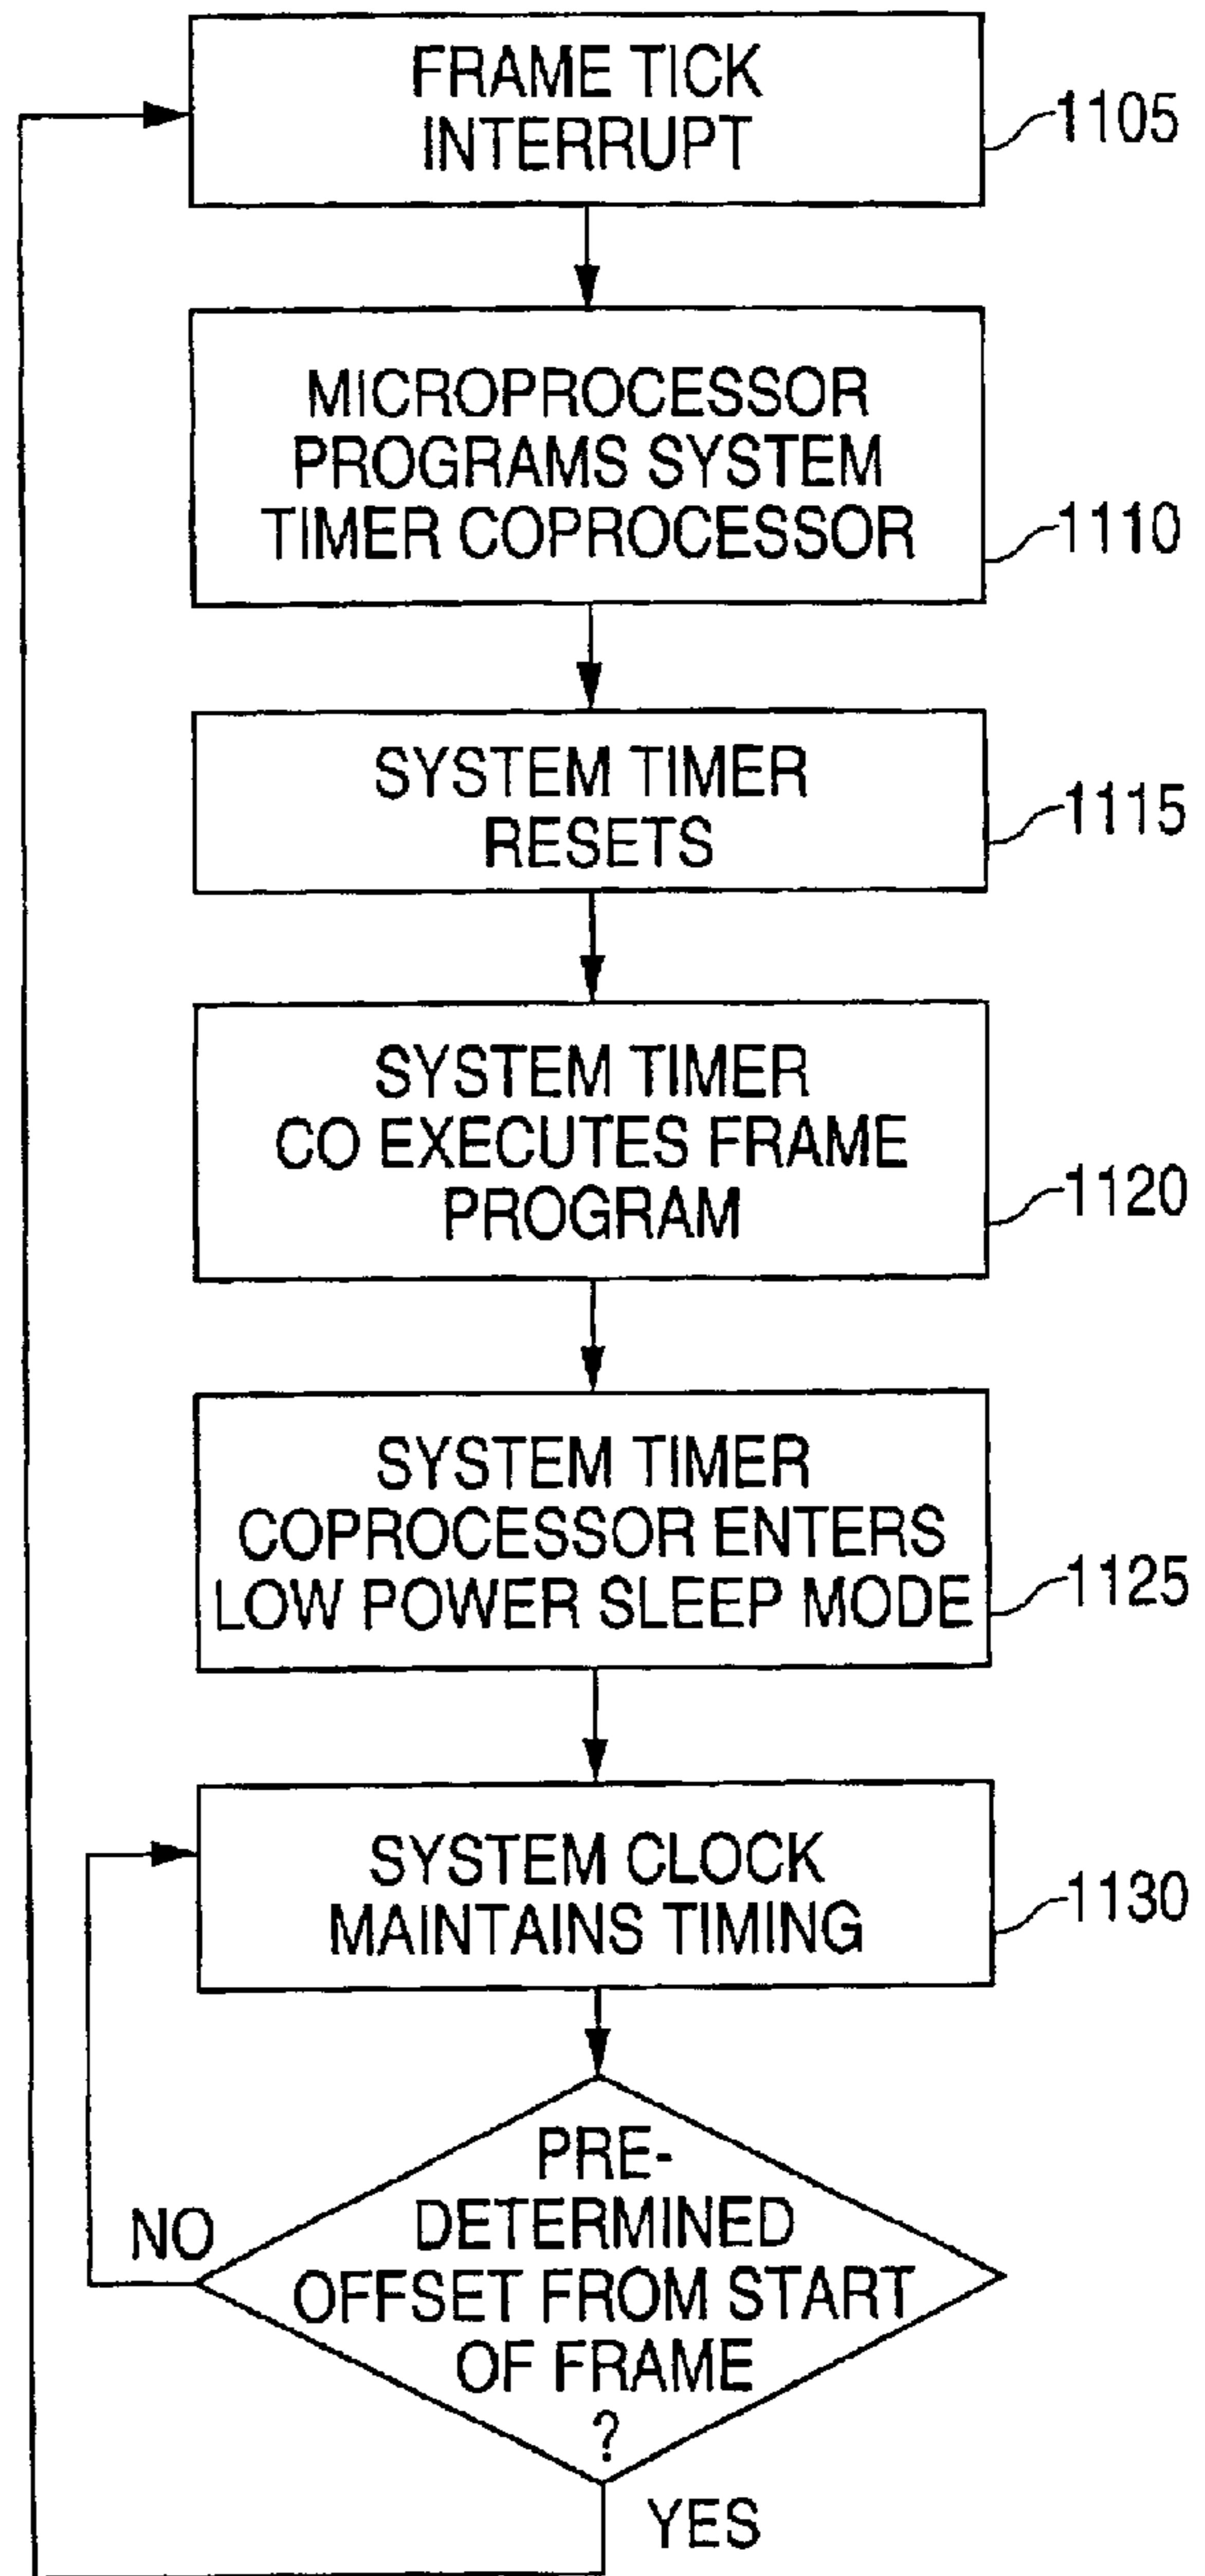 FRAME TICK
INTERRUPT
1105
MICROPROCESSOR
PROGRAMS SYSTEM
TIMER COPROCESSOR
1110
SYSTEM TIMER
RESETS
1115
SYSTEM TIMER
CO EXECUTES FRAME
PROGRAM
1120
SYSTEM TIMER
COPROCESSOR ENTERS
LOW POWER SLEEP MODE
1125
SYSTEM CLOCK
MAINTAINS TIMING
1130
PRE-
DETERMINED
OFFSET FROM START
OF FRAME
?
NO
YES